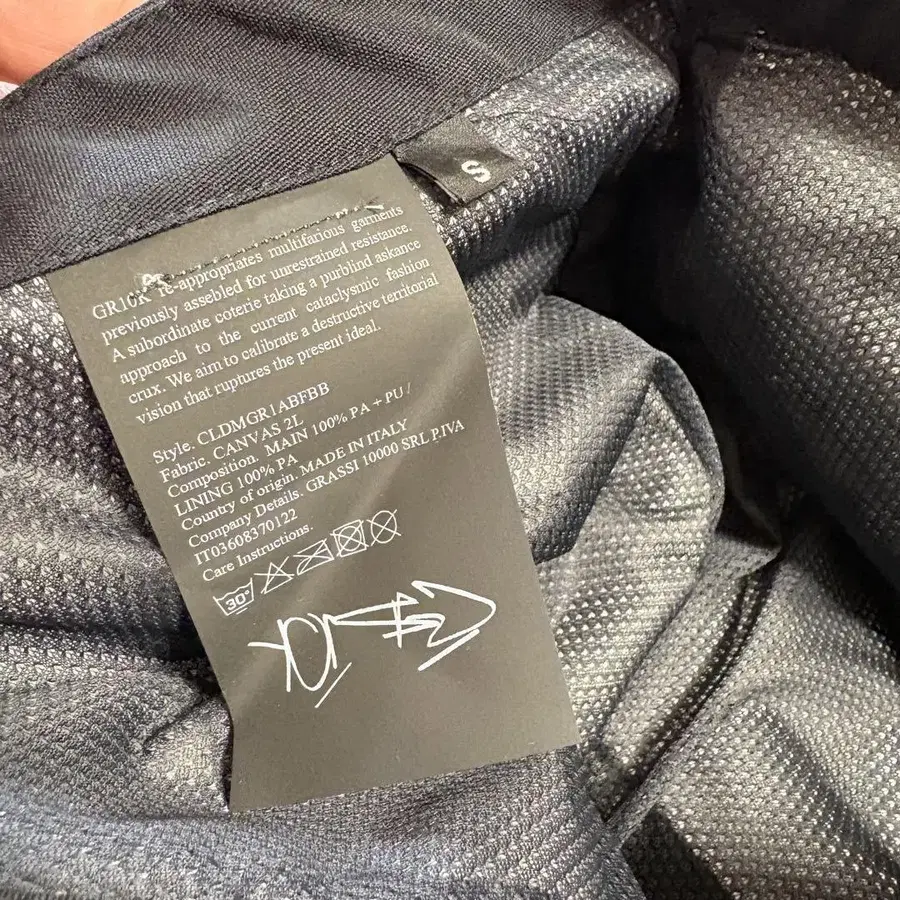 S
GR10K re-appropriates multifarious garments
previously assebled for unrestrained resistance.
A subordinate coterie taking a purblind askance
approach to the current cataclysmic fashion
crux. We aim to calibrate a destructive territorial
vision that ruptures the present ideal.
Style. CLDMGR1ABFBB
Fabric. CANVAS 2L
Composition. MAIN 100% PA + PU /
LINING 100% PA
Country of origin. MADE IN ITALY
Company Details. GRASSI 10000 SRL P.IVA
IT03608370122
Care Instructions.
30°